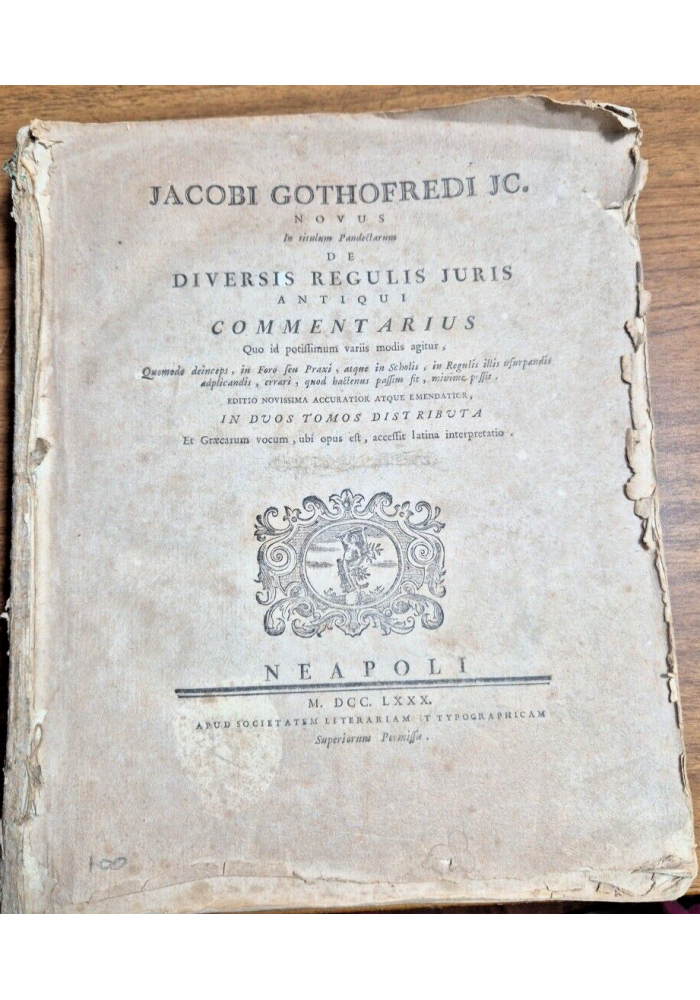 JACOBI GOTHOFREDI JC.
NOVUS
In titulum Pandectarum
DE
DIVERSIS REGULIS JURIS
ANTIQUI
COMMENTARIUS
Quo id potiſſimum variis modis agitur,
Quomodo deinceps, in Foro ſeu Praxi, atque in Scholis, in Regulis illis uſurpandis
adplicandis, errari, quod hactenus paſſim fit, minime poſſit.
EDITIO NOVISSIMA ACCURATIOR ATQUE EMENDATIOR,
IN DVOS TOMOS DISTRIBVTA
Et Græcarum vocum, ubi opus eſt, acceſſit latina interpretatio.
NEAPOLI
M. DCC. LXXX.
APUD SOCIETATEM LITERARIAM ET TYPOGRAPHICAM
Superiorum Permiſſu.
100